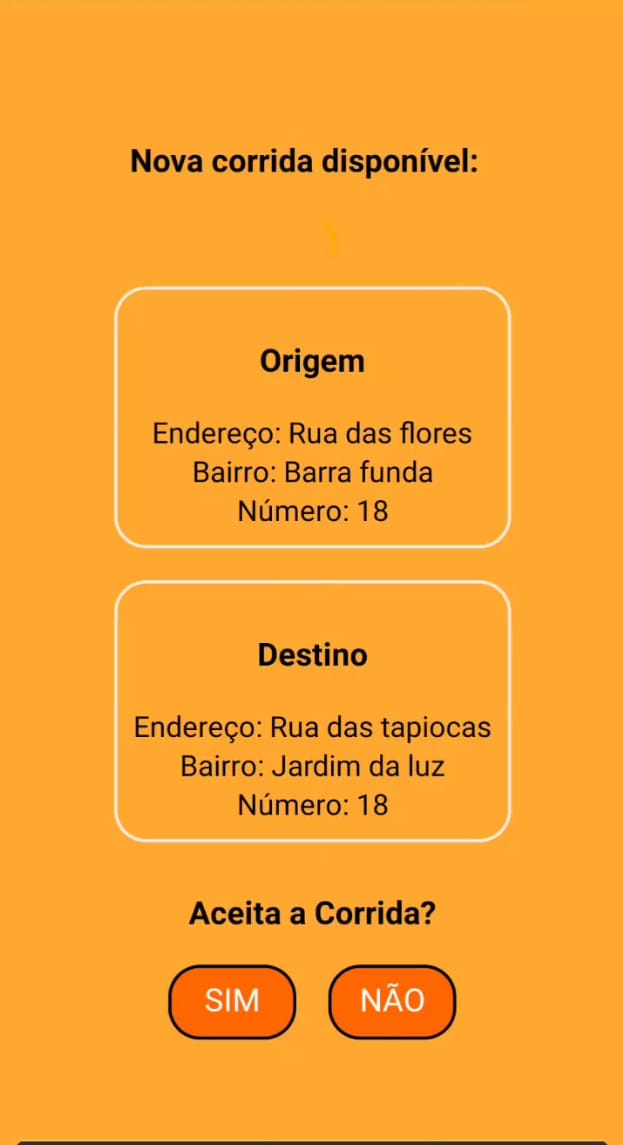 Nova corrida disponível:
Origem
Endereço: Rua das flores
Bairro: Barra funda
Número: 18
Destino
Endereço: Rua das tapiocas
Bairro: Jardim da luz
Número: 18
Aceita a Corrida?
SIM
NÃO